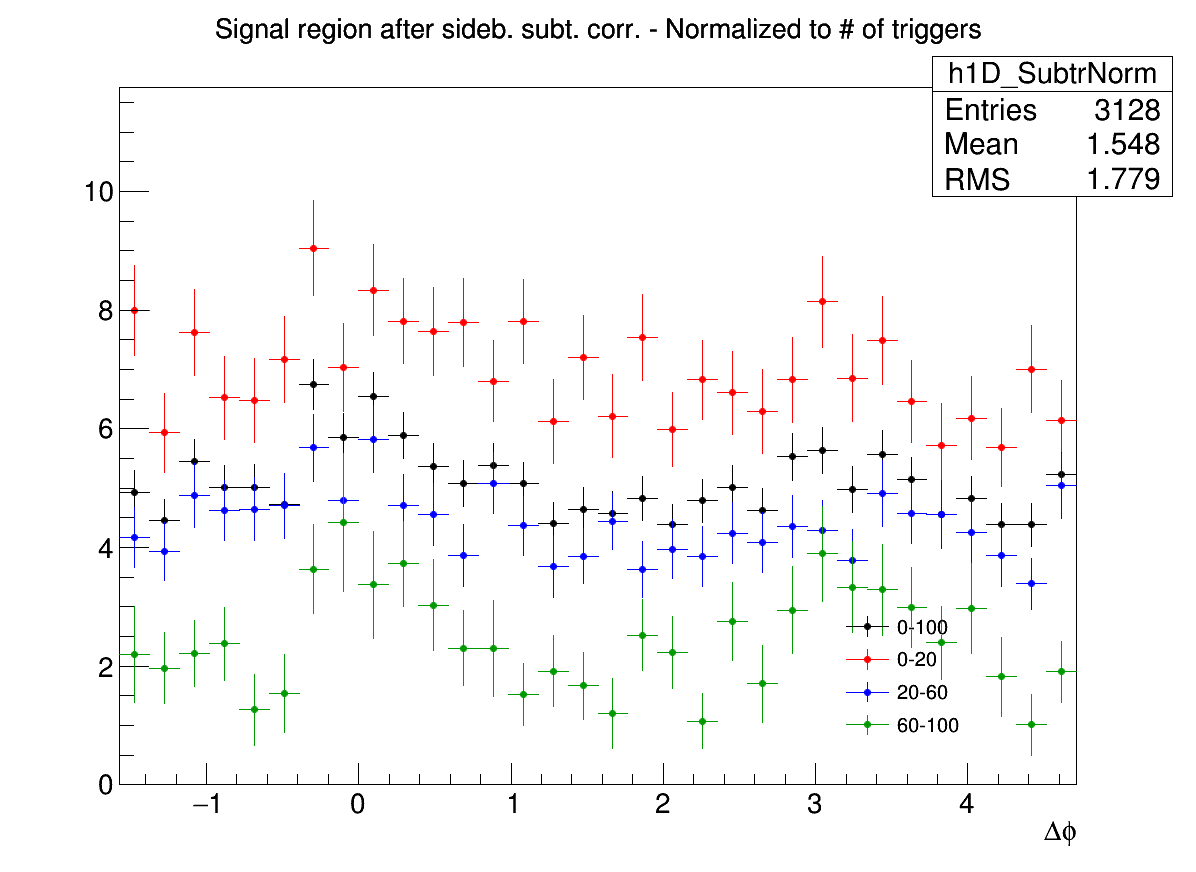 Signal region after sideb. subt. corr. - Normalized to # of triggers
h1D_SubtrNorm
Entries 3128
Mean 1.548
RMS 1.779
10
8
6
4
2
0
0-100
0-20
20-60
60-100
−1 0 1 2 3 4
Δϕ